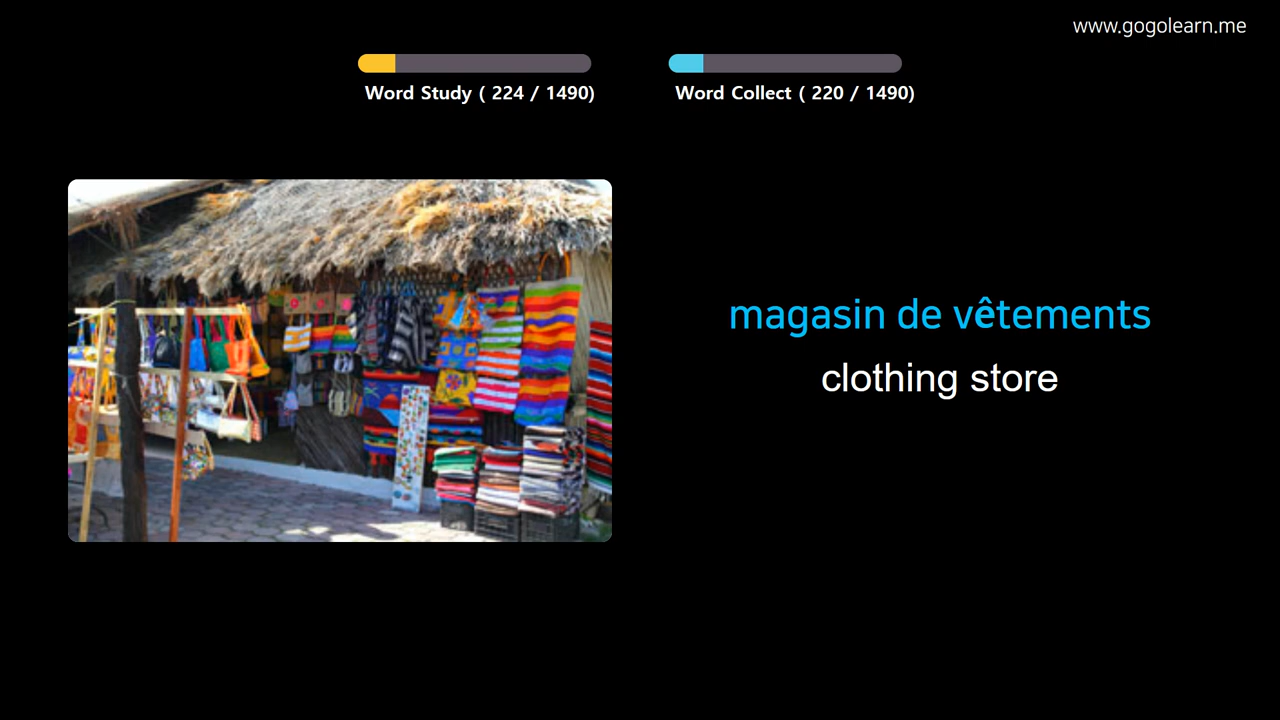 www.gogolearn.me
Word Study ( 224 / 1490)
Word Collect ( 220 / 1490)
magasin de vêtements
clothing store